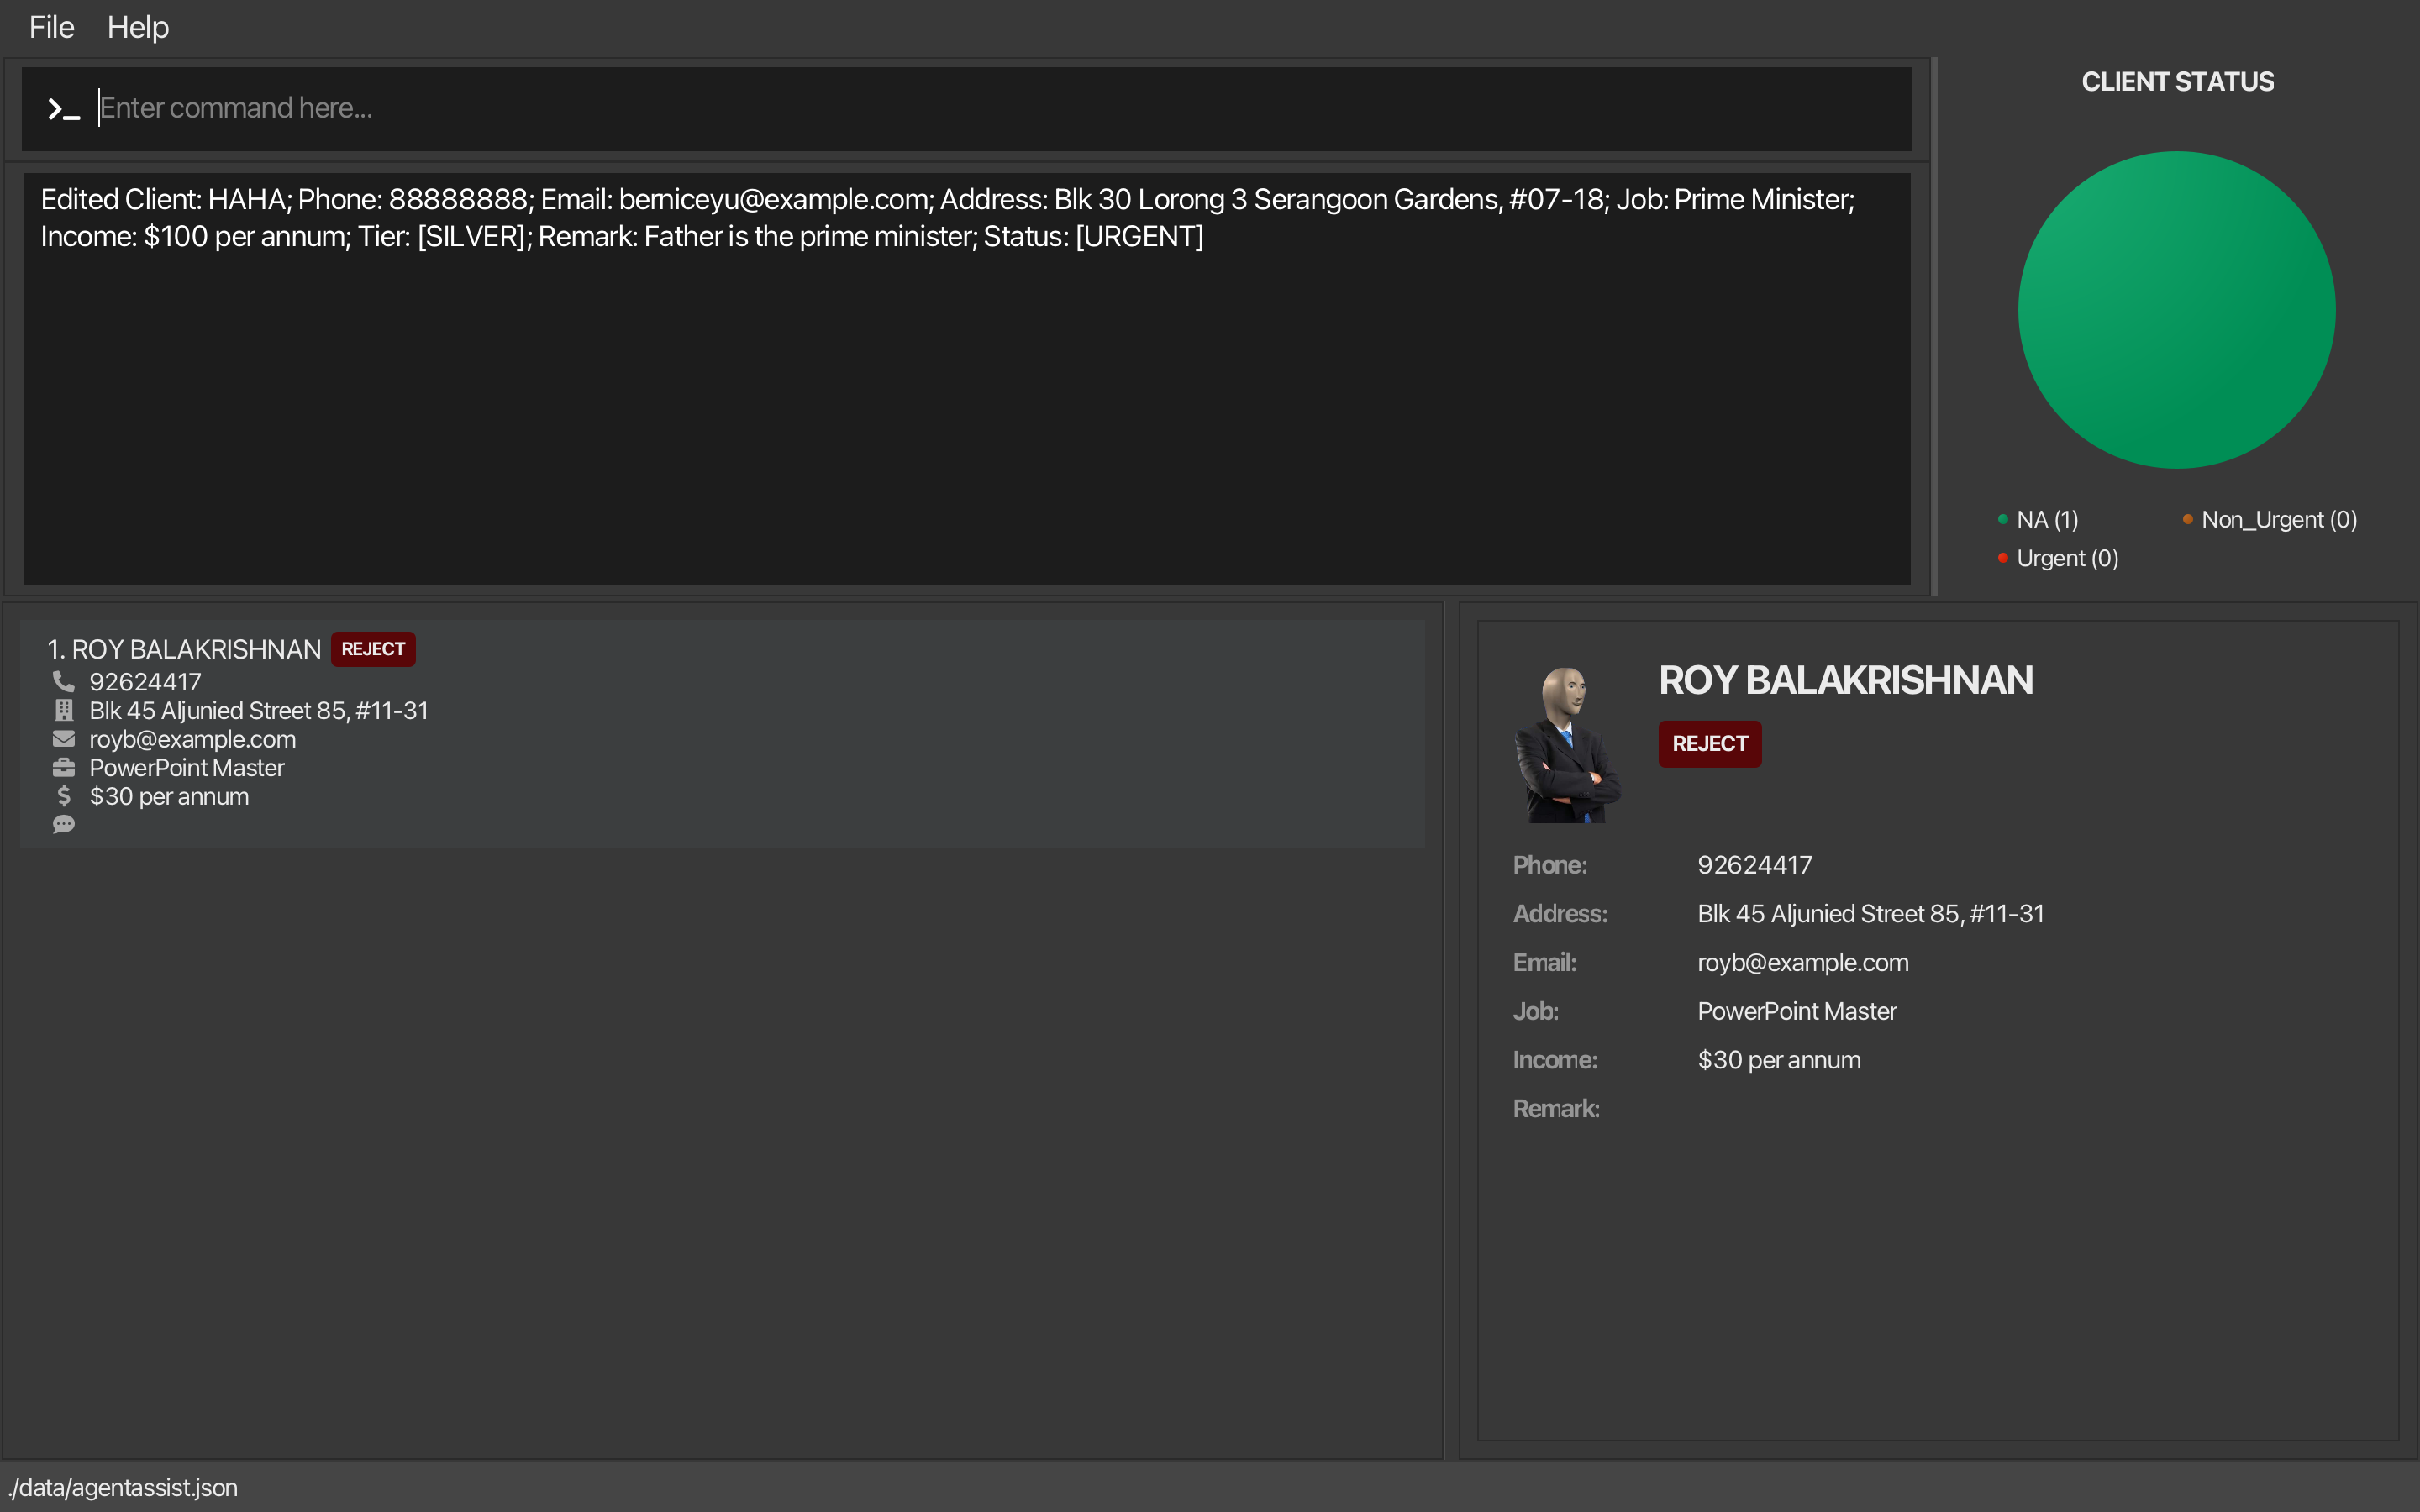 File Help
Enter command here...
Edited Client: HAHA; Phone: 88888888; Email: berniceyu@example.com; Address: Blk 30 Lorong 3 Serangoon Gardens, #07-18; Job: Prime Minister;
Income: $100 per annum; Tier: [SILVER]; Remark: Father is the prime minister; Status: [URGENT]
CLIENT STATUS
NA (1) Non_Urgent (0)
Urgent (0)
1. ROY BALAKRISHNAN REJECT
92624417
Blk 45 Aljunied Street 85, #11-31
royb@example.com
PowerPoint Master
$30 per annum
ROY BALAKRISHNAN
REJECT
Phone: 92624417
Address: Blk 45 Aljunied Street 85, #11-31
Email: royb@example.com
Job: PowerPoint Master
Income: $30 per annum
Remark:
./data/agentassist.json